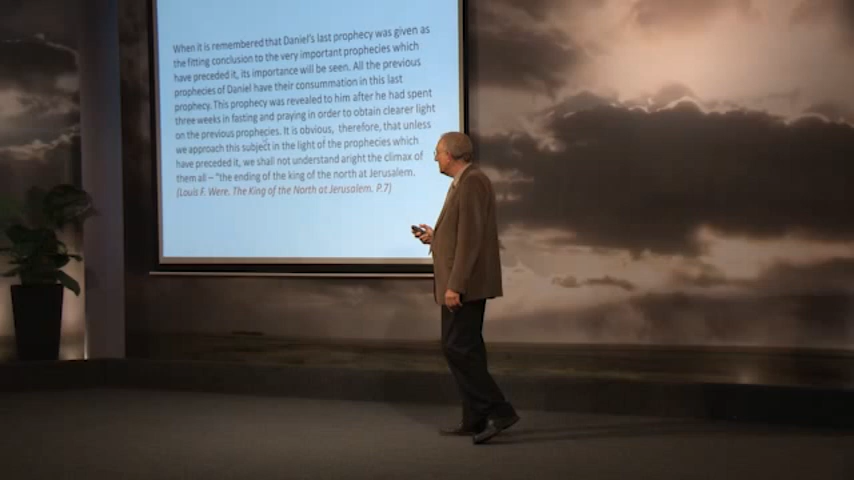 When it is remembered that Daniel's last prophecy was given as
the fitting conclusion to the very important prophecies which
have preceded it, its importance will be seen. All the previous
prophecies of Daniel have their consummation in this last
prophecy. This prophecy was revealed to him after he had spent
three weeks in fasting and praying in order to obtain clearer light
on the previous prophecies. It is obvious, therefore, that unless
we approach this subject in the light of the prophecies which
have preceded it, we shall not understand aright the climax of
them all – "the ending of the king of the north at Jerusalem.
(Louis F. Were. The King of the North at Jerusalem. P.7)